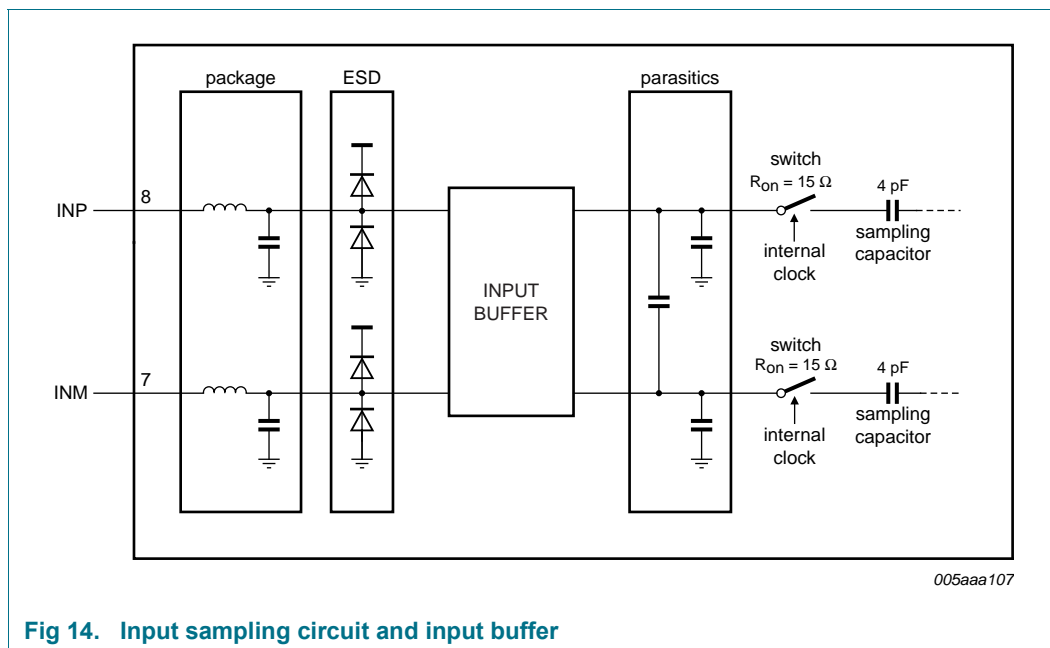 package
ESD
parasitics
switch
Ron = 15 Ω
4 pF
INP
8
internal
clock
sampling
capacitor
INPUT
BUFFER
switch
Ron = 15 Ω
4 pF
INM
7
internal
clock
sampling
capacitor
005aaa107
Fig 14. Input sampling circuit and input buffer